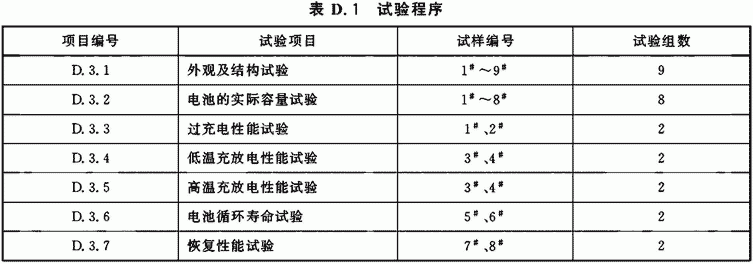 表 D.1 试验程序
项目编号 试验项目 试样编号 试验组数
D.3.1 外观及结构试验 1#～9# 9
D.3.2 电池的实际容量试验 1#～8# 8
D.3.3 过充电性能试验 1#、2# 2
D.3.4 低温充放电性能试验 3#、4# 2
D.3.5 高温充放电性能试验 3#、4# 2
D.3.6 电池循环寿命试验 5#、6# 2
D.3.7 恢复性能试验 7#、8# 2